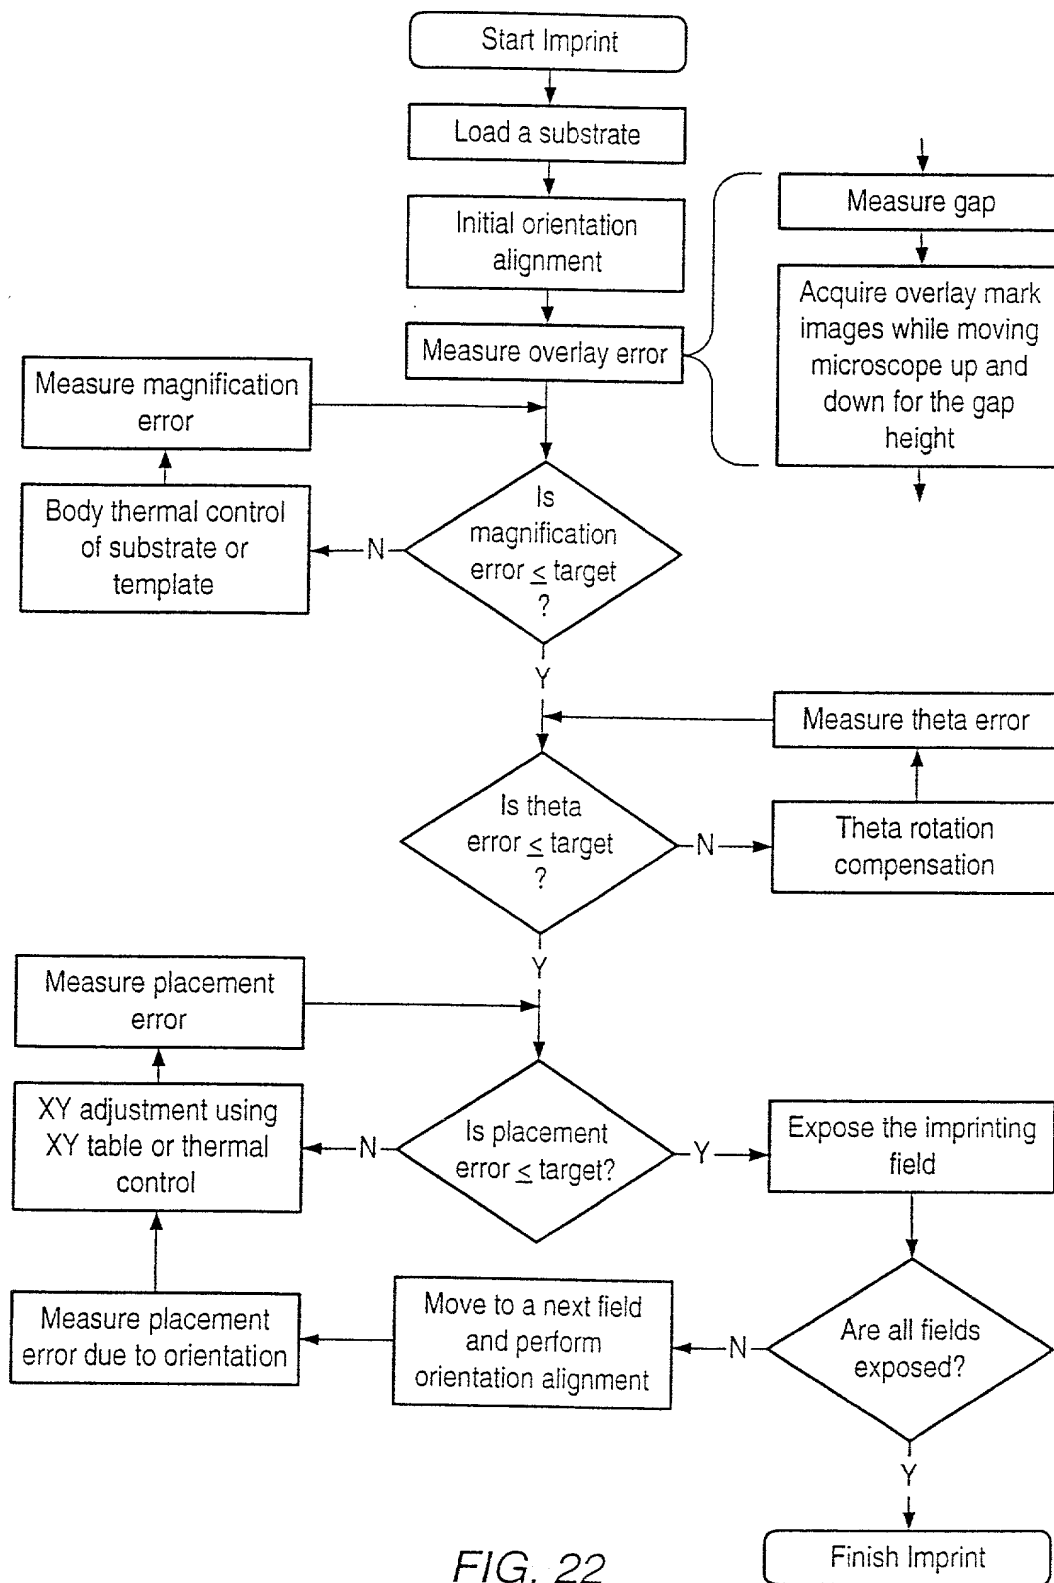 Start Imprint
Load a substrate
Initial orientation
alignment
Measure overlay error
Measure gap
Acquire overlay mark
images while moving
microscope up and
down for the gap
height
Measure magnification
error
Body thermal control
of substrate or
template
N
Is
magnification
error ≤ target
?
Y
Measure theta error
Is theta
error ≤ target
?
N
Theta rotation
compensation
Y
Measure placement
error
XY adjustment using
XY table or thermal
control
N
Is placement
error ≤ target?
Y
Expose the imprinting
field
Measure placement
error due to orientation
Move to a next field
and perform
orientation alignment
N
Are all fields
exposed?
Y
Finish Imprint
FIG. 22